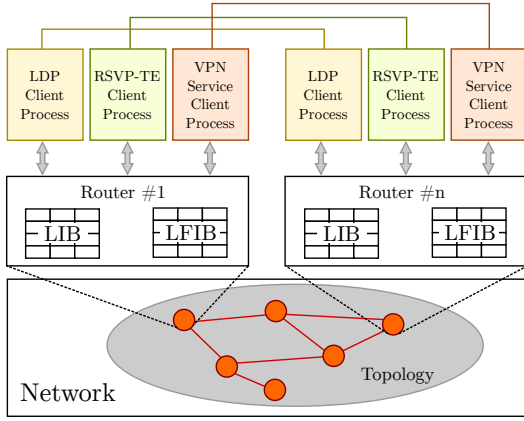 LDP
Client
Process
RSVP-TE
Client
Process
VPN
Service
Client
Process
LDP
Client
Process
RSVP-TE
Client
Process
VPN
Service
Client
Process
Router #1
LIB
LFIB
Router #n
LIB
LFIB
Topology
Network